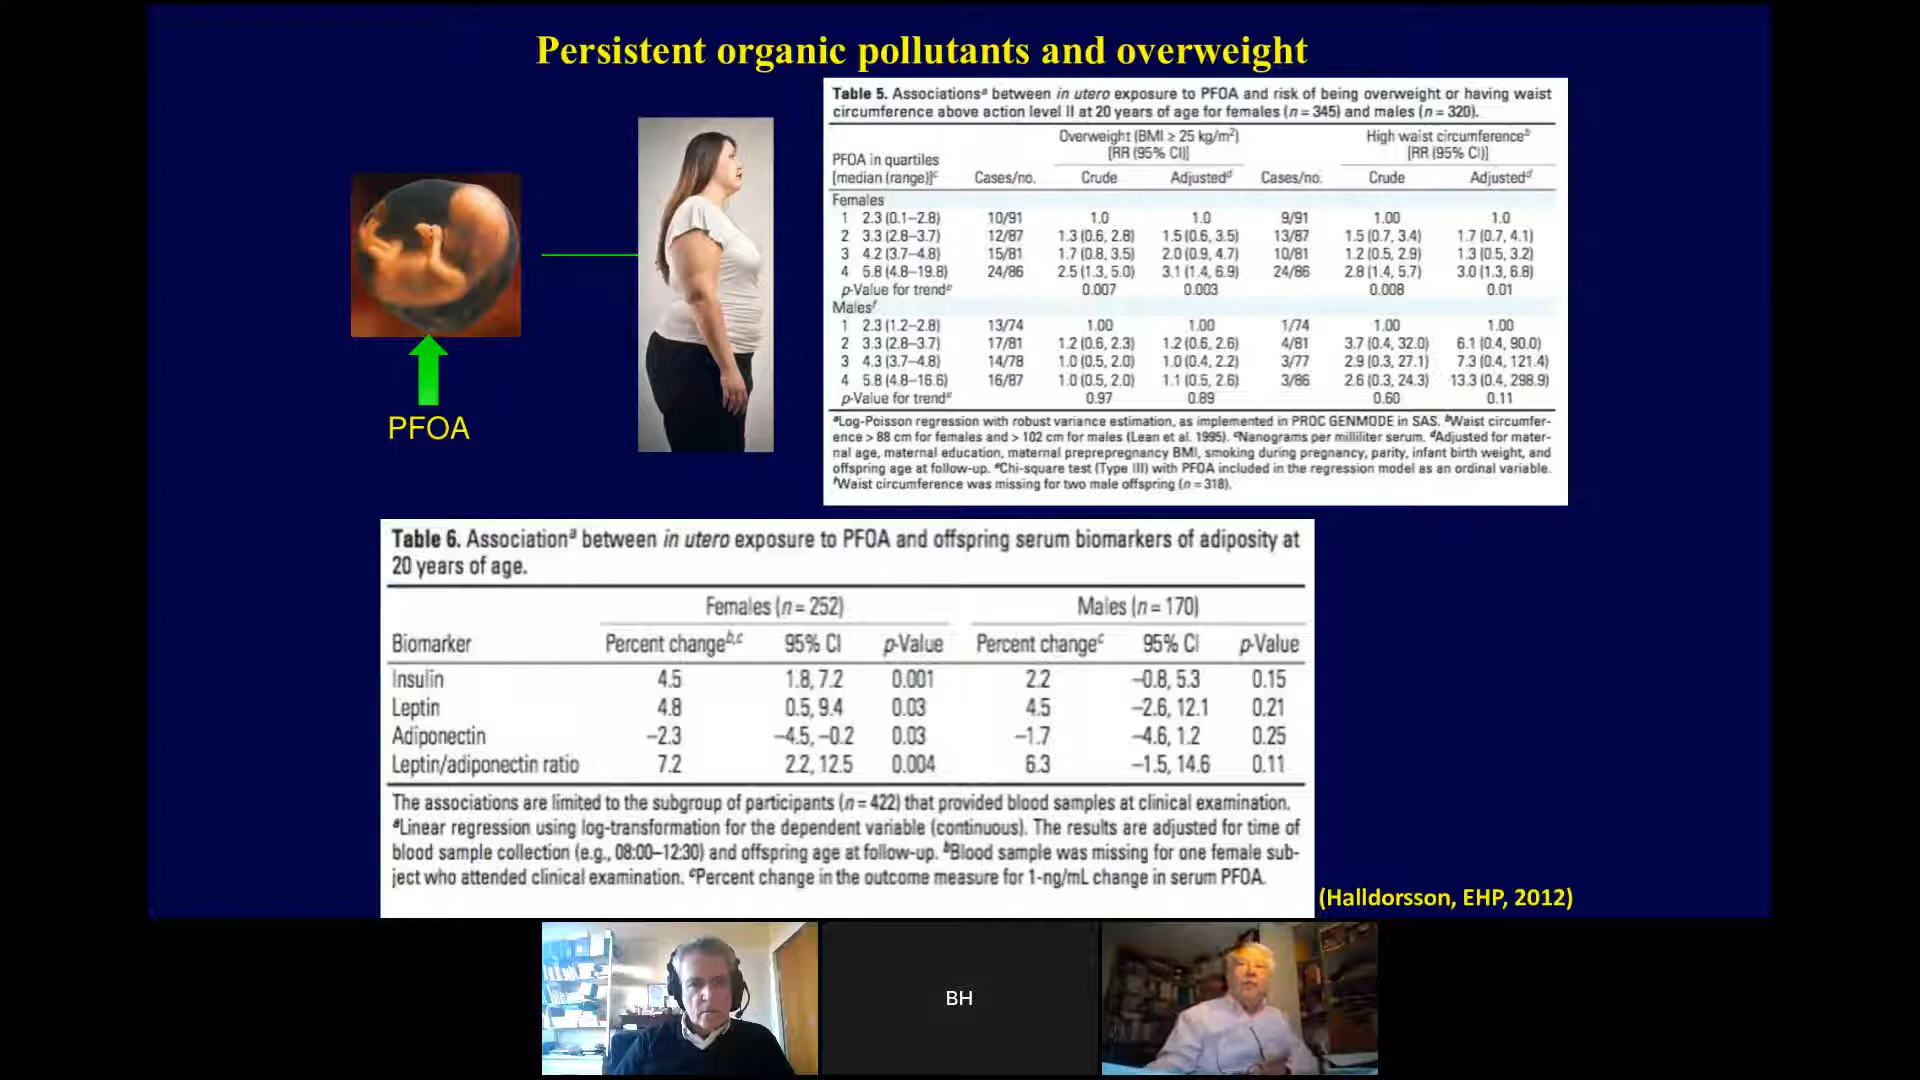 Persistent organic pollutants and overweight
PFOA
Table 5. Associationsᵃ between in utero exposure to PFOA and risk of being overweight or having waist
circumference above action level II at 20 years of age for females (n = 345) and males (n = 320).
Overweight (BMI ≥ 25 kg/m²) High waist circumferenceᵇ
PFOA in quartiles [RR (95% CI)] [RR (95% CI)]
[median (range)]ᶜ Cases/no. Crude Adjustedᵈ Cases/no. Crude Adjustedᵈ
Females
1 2.3 (0.1–2.8) 10/91 1.0 1.0 9/91 1.00 1.0
2 3.3 (2.8–3.7) 12/87 1.3 (0.6, 2.8) 1.5 (0.6, 3.5) 13/87 1.5 (0.7, 3.4) 1.7 (0.7, 4.1)
3 4.2 (3.7–4.8) 15/81 1.7 (0.8, 3.5) 2.0 (0.9, 4.7) 10/81 1.2 (0.5, 2.9) 1.3 (0.5, 3.2)
4 5.8 (4.8–19.8) 24/86 2.5 (1.3, 5.0) 3.1 (1.4, 6.9) 24/86 2.8 (1.4, 5.7) 3.0 (1.3, 6.8)
p-Value for trendᵉ 0.007 0.003 0.008 0.01
Malesᶠ
1 2.3 (1.2–2.8) 13/74 1.00 1.00 1/74 1.00 1.00
2 3.3 (2.8–3.7) 17/81 1.2 (0.6, 2.3) 1.2 (0.6, 2.6) 4/81 3.7 (0.4, 32.0) 6.1 (0.4, 90.0)
3 4.3 (3.7–4.8) 14/78 1.0 (0.5, 2.0) 1.0 (0.4, 2.2) 3/77 2.9 (0.3, 27.1) 7.3 (0.4, 121.4)
4 5.8 (4.8–16.6) 16/87 1.0 (0.5, 2.0) 1.1 (0.5, 2.6) 3/86 2.6 (0.3, 24.3) 13.3 (0.4, 298.9)
p-Value for trendᵉ 0.97 0.89 0.60 0.11
ᵃLog-Poisson regression with robust variance estimation, as implemented in PROC GENMODE in SAS. ᵇWaist circumfer-
ence > 88 cm for females and > 102 cm for males (Lean et al. 1995). ᶜNanograms per milliliter serum. ᵈAdjusted for mater-
nal age, maternal education, maternal preprepregnancy BMI, smoking during pregnancy, parity, infant birth weight, and
offspring age at follow-up. ᵉChi-square test (Type III) with PFOA included in the regression model as an ordinal variable.
ᶠWaist circumference was missing for two male offspring (n = 318).
Table 6. Associationᵃ between in utero exposure to PFOA and offspring serum biomarkers of adiposity at
20 years of age.
Females (n = 252) Males (n = 170)
Biomarker Percent changeᵇ,ᶜ 95% CI p-Value Percent changeᶜ 95% CI p-Value
Insulin 4.5 1.8, 7.2 0.001 2.2 –0.8, 5.3 0.15
Leptin 4.8 0.5, 9.4 0.03 4.5 –2.6, 12.1 0.21
Adiponectin –2.3 –4.5, –0.2 0.03 –1.7 –4.6, 1.2 0.25
Leptin/adiponectin ratio 7.2 2.2, 12.5 0.004 6.3 –1.5, 14.6 0.11
The associations are limited to the subgroup of participants (n = 422) that provided blood samples at clinical examination.
ᵃLinear regression using log-transformation for the dependent variable (continuous). The results are adjusted for time of
blood sample collection (e.g., 08:00–12:30) and offspring age at follow-up. ᵇBlood sample was missing for one female sub-
ject who attended clinical examination. ᶜPercent change in the outcome measure for 1-ng/mL change in serum PFOA.
(Halldorsson, EHP, 2012)
BH